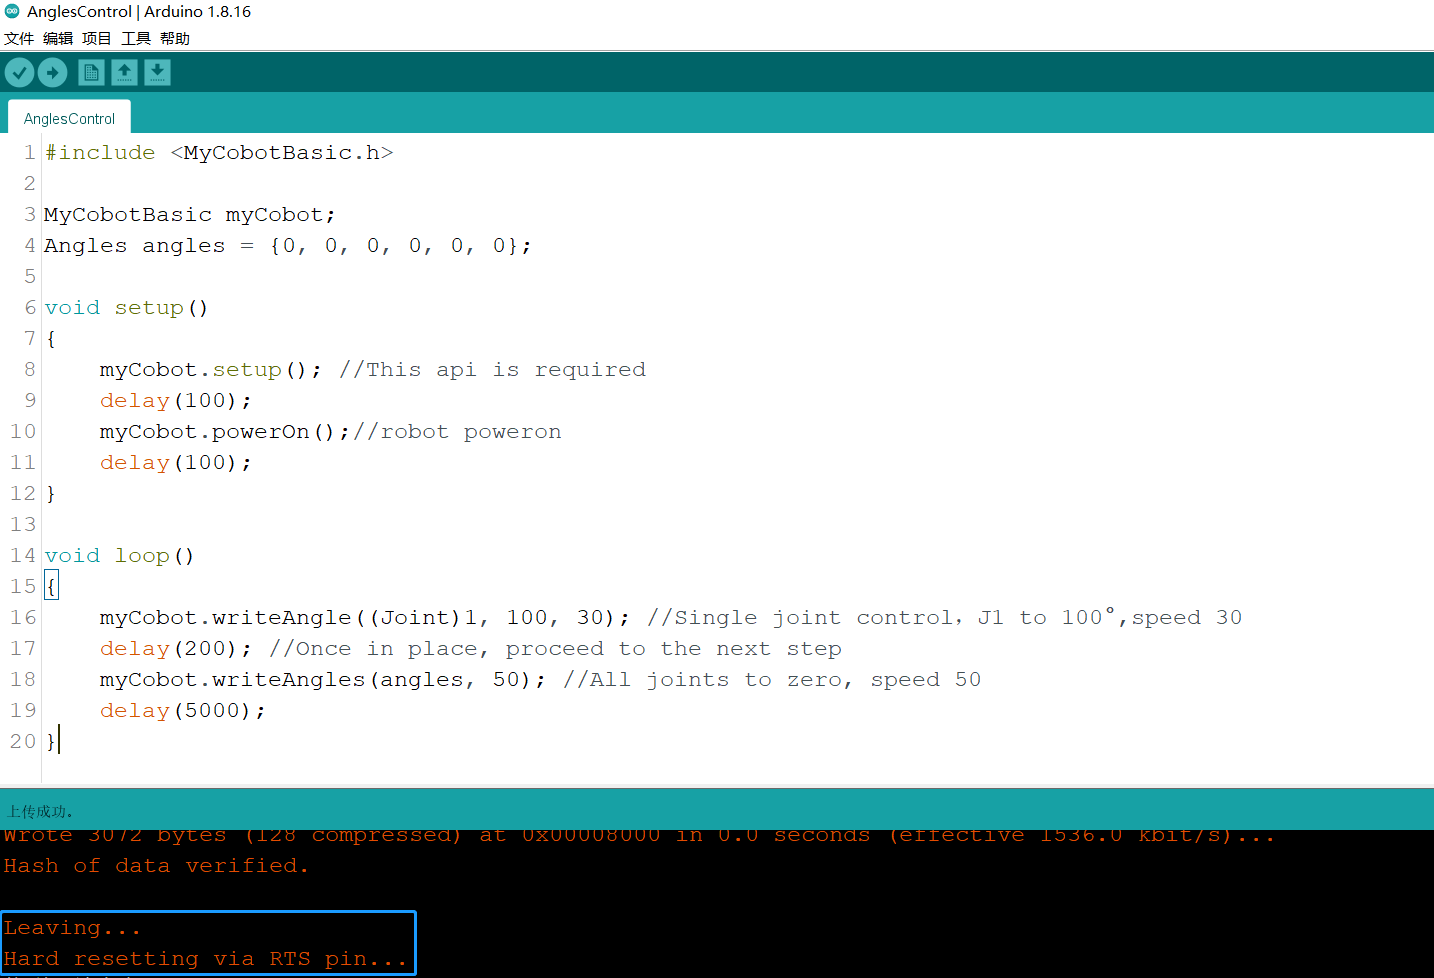 AnglesControl | Arduino 1.8.16
文件 编辑 项目 工具 帮助
AnglesControl
1 #include <MyCobotBasic.h>
2
3 MyCobotBasic myCobot;
4 Angles angles = {0, 0, 0, 0, 0, 0};
5
6 void setup()
7 {
8 myCobot.setup(); //This api is required
9 delay(100);
10 myCobot.powerOn();//robot poweron
11 delay(100);
12 }
13
14 void loop()
15 {
16 myCobot.writeAngle((Joint)1, 100, 30); //Single joint control，J1 to 100°,speed 30
17 delay(200); //Once in place, proceed to the next step
18 myCobot.writeAngles(angles, 50); //All joints to zero, speed 50
19 delay(5000);
20 }
上传成功。
Wrote 3072 bytes (128 compressed) at 0x00008000 in 0.0 seconds (effective 1536.0 kbit/s)...
Hash of data verified.
Leaving...
Hard resetting via RTS pin...